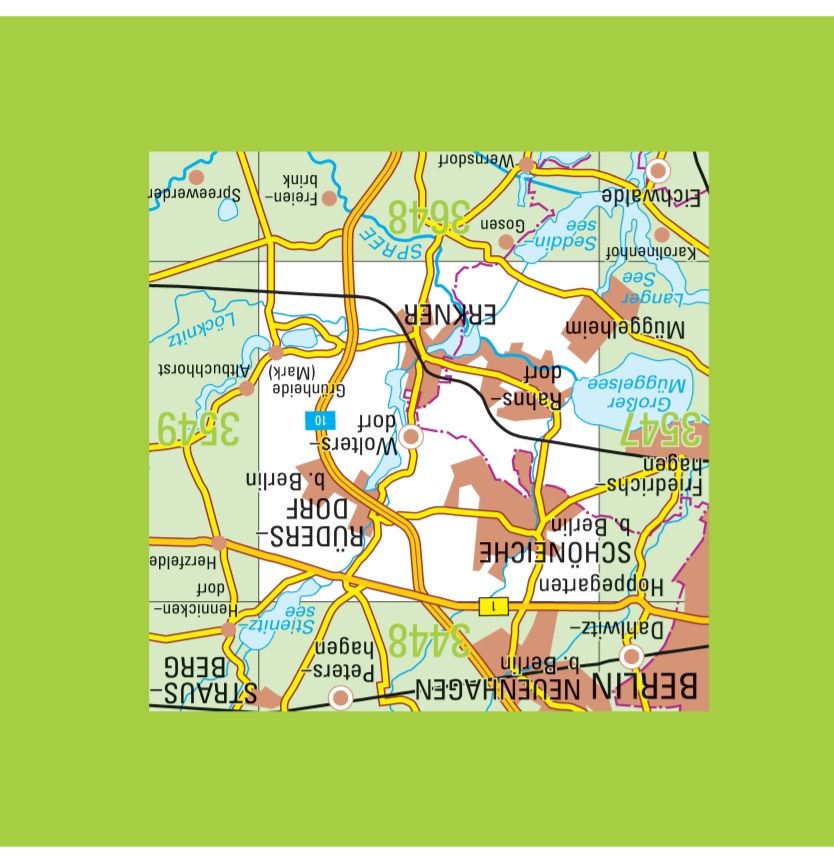 BERLIN
NEUENHAGEN
b. Berlin
3448
Peters-
hagen
STRAUS-
BERG
Dahlwitz-
Hoppegarten
1
Stienitz-
see
Hennicken-
dorf
Herzfelde
SCHÖNEICHE
b. Berlin
RÜDERS-
DORF
b. Berlin
Friedrichs-
hagen
3547
Wolters-
dorf
10
3549
Großer
Müggelsee
Rahns-
dorf
Grünheide
(Mark)
Altbuchhorst
Müggelheim
ERKNER
Löcknitz
Langer
See
Karolinenhof
Seddin-
see
Gosen
3648
SPREE
Eichwalde
Wernsdorf
Freien-
brink
Spreewerder